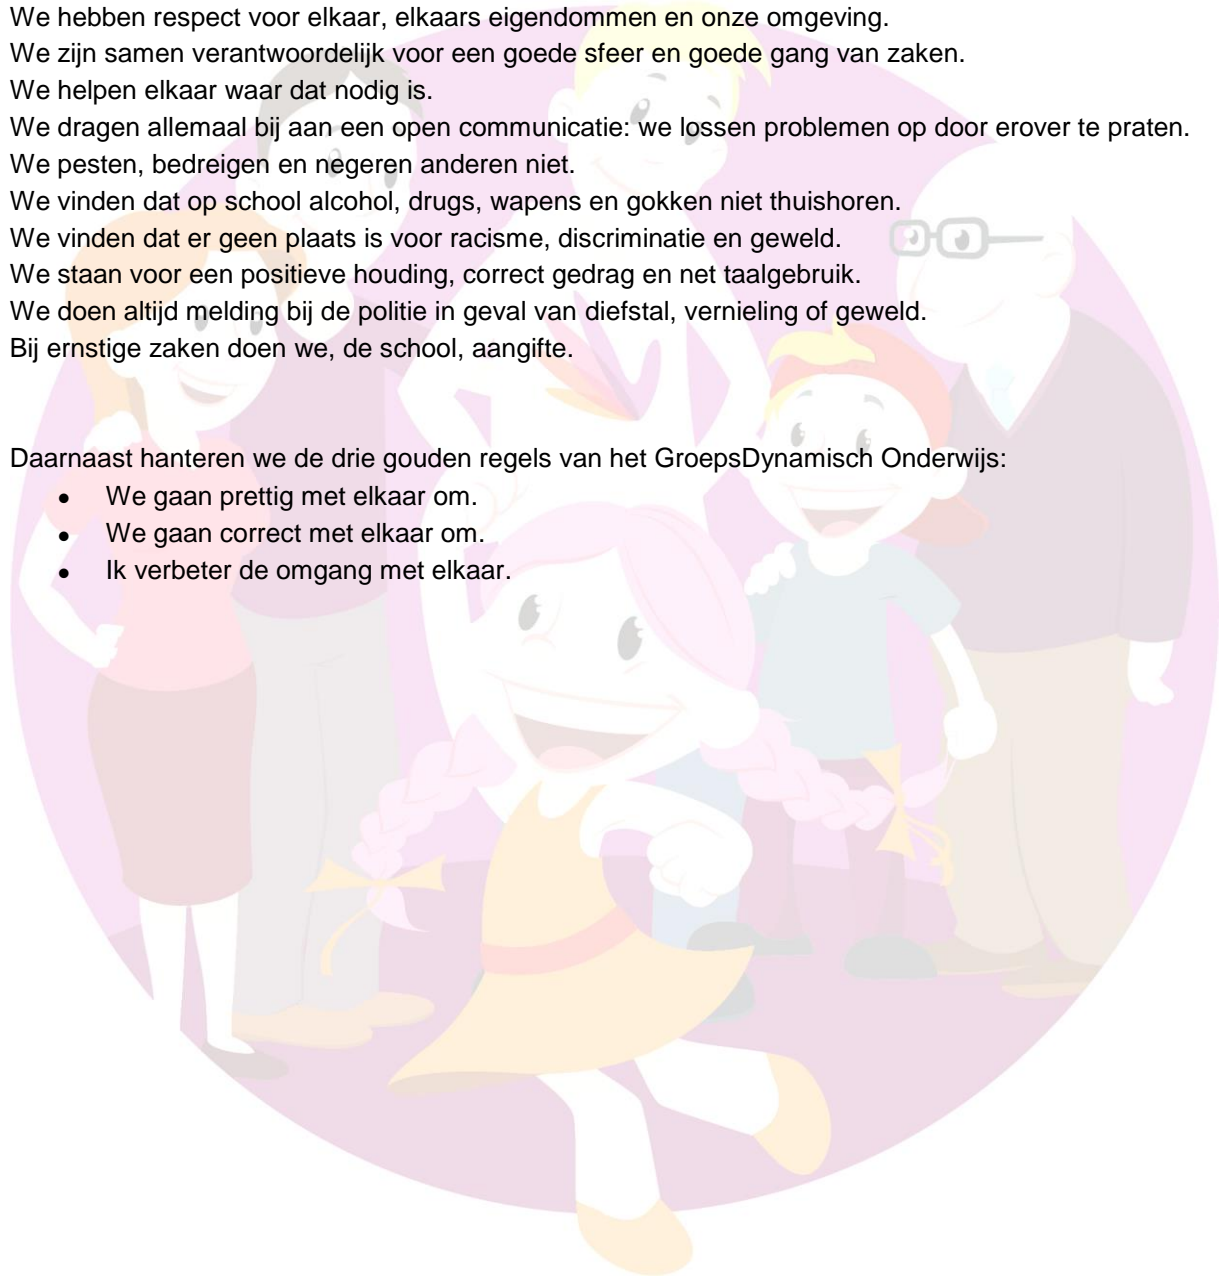 We hebben respect voor elkaar, elkaars eigendommen en onze omgeving.
We zijn samen verantwoordelijk voor een goede sfeer en goede gang van zaken.
We helpen elkaar waar dat nodig is.
We dragen allemaal bij aan een open communicatie: we lossen problemen op door erover te praten.
We pesten, bedreigen en negeren anderen niet.
We vinden dat op school alcohol, drugs, wapens en gokken niet thuishoren.
We vinden dat er geen plaats is voor racisme, discriminatie en geweld.
We staan voor een positieve houding, correct gedrag en net taalgebruik.
We doen altijd melding bij de politie in geval van diefstal, vernieling of geweld.
Bij ernstige zaken doen we, de school, aangifte.
Daarnaast hanteren we de drie gouden regels van het GroepsDynamisch Onderwijs:
• We gaan prettig met elkaar om.
• We gaan correct met elkaar om.
• Ik verbeter de omgang met elkaar.